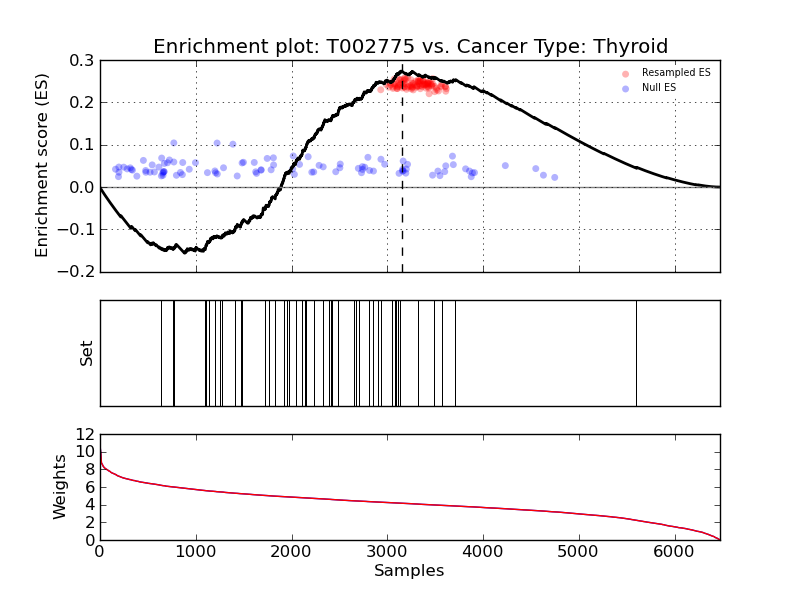 Enrichment plot: T002775 vs. Cancer Type: Thyroid
Enrichment score (ES)
0.3
0.2
0.1
0.0
−0.1
−0.2
Resampled ES
Null ES
Set
Weights
12
10
8
6
4
2
0
0 1000 2000 3000 4000 5000 6000
Samples